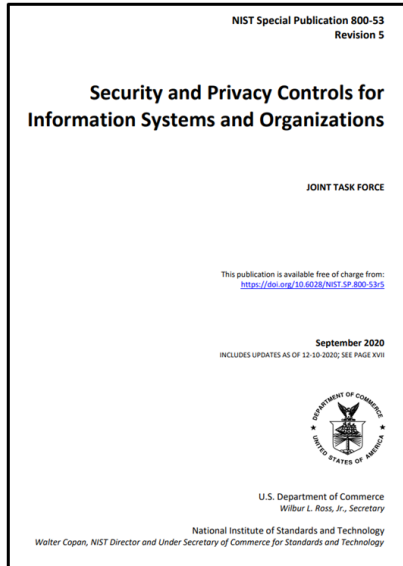 NIST Special Publication 800-53
Revision 5
Security and Privacy Controls for
Information Systems and Organizations
JOINT TASK FORCE
This publication is available free of charge from:
https://doi.org/10.6028/NIST.SP.800-53r5
September 2020
INCLUDES UPDATES AS OF 12-10-2020; SEE PAGE XVII
DEPARTMENT OF COMMERCE
UNITED STATES OF AMERICA
U.S. Department of Commerce
Wilbur L. Ross, Jr., Secretary
National Institute of Standards and Technology
Walter Copan, NIST Director and Under Secretary of Commerce for Standards and Technology